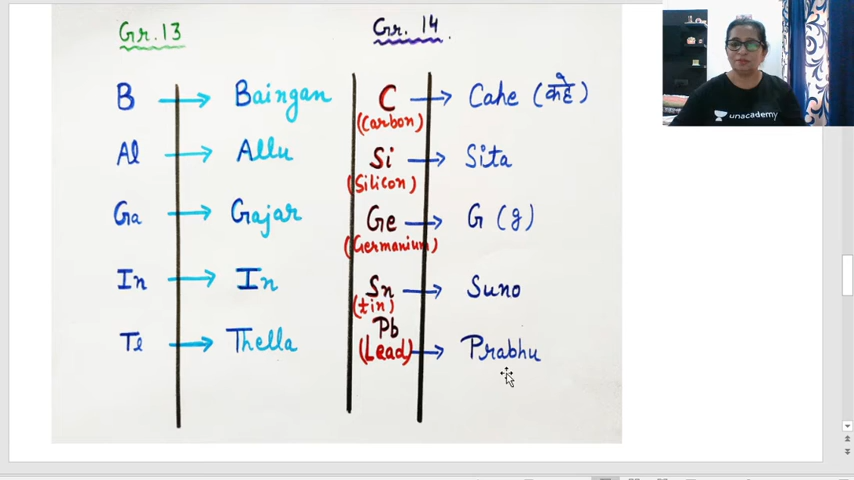 Gr. 13
B → Baingan
Al → Allu
Ga → Gajar
In → In
Tl → Thella
Gr. 14.
C → Cahe (कहे)
(Carbon)
Si → Sita
(Silicon)
Ge → G (g)
(Germanium)
Sn → Suno
(tin)
Pb
(Lead) → Prabhu
unacademy